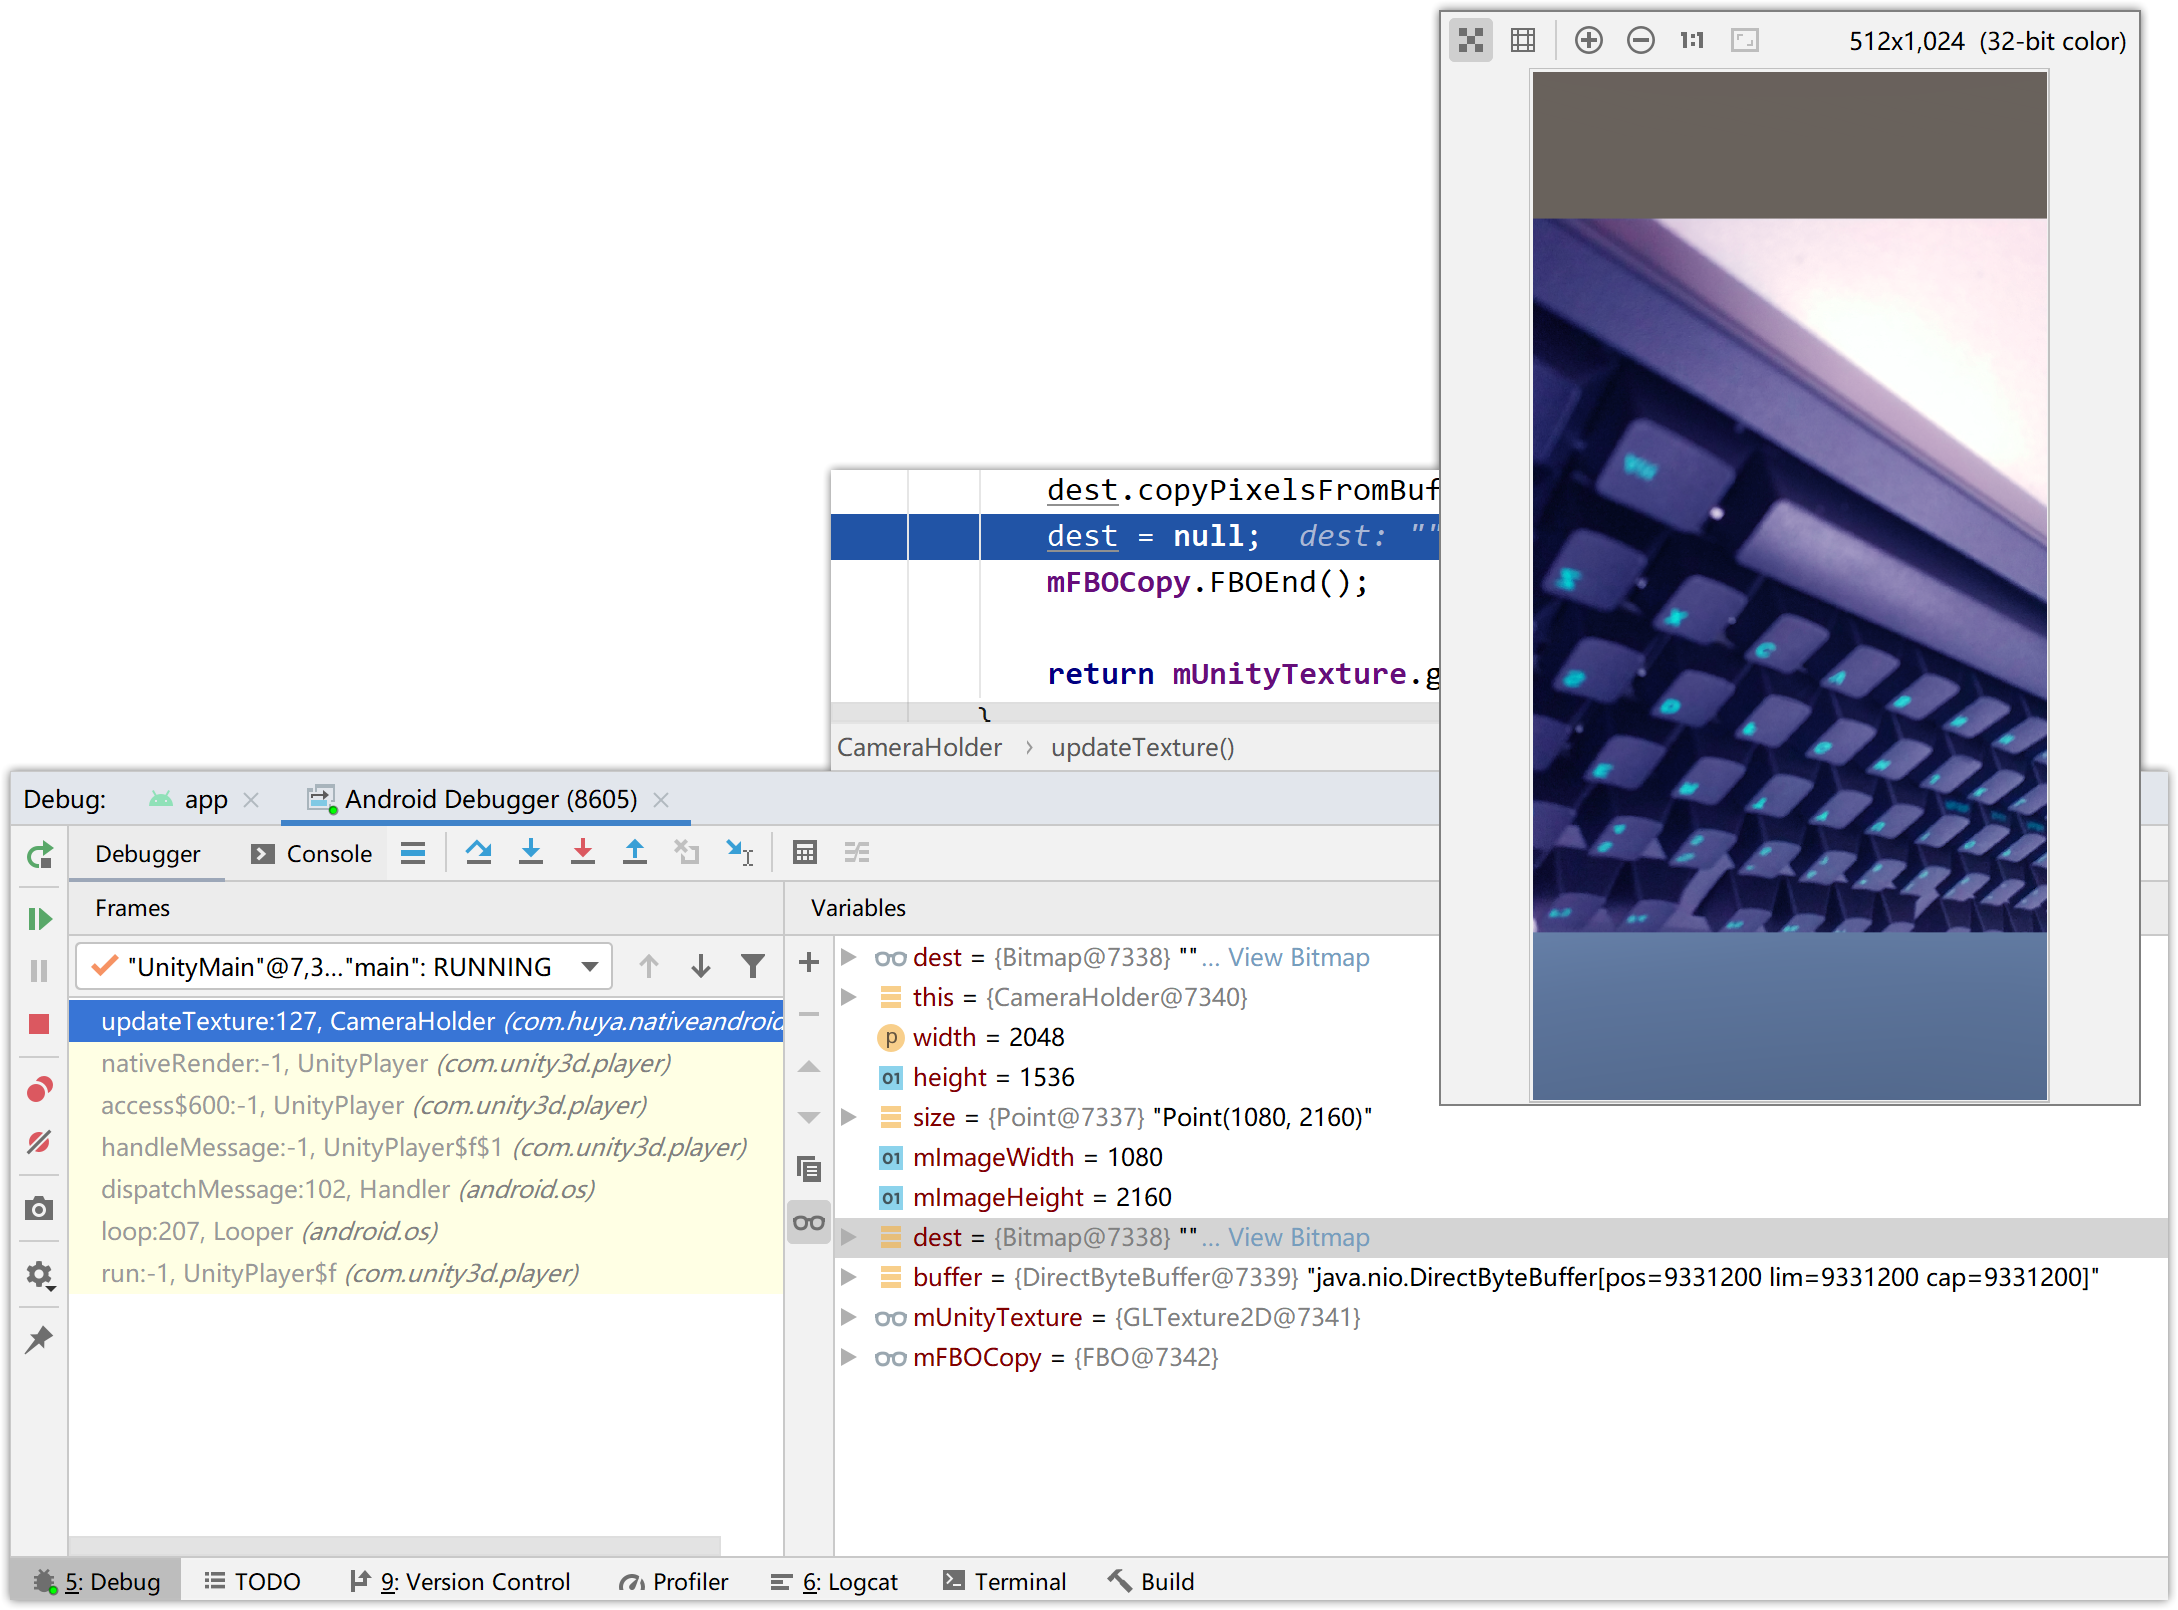 512x1,024 (32-bit color)
1:1
dest.copyPixelsFromBuf
dest = null; dest: ""
mFBOCopy.FBOEnd();
return mUnityTexture.g
}
CameraHolder › updateTexture()
Debug: app Android Debugger (8605)
Debugger Console
Frames
Variables
"UnityMain"@7,3..."main": RUNNING
updateTexture:127, CameraHolder (com.huya.nativeandroid
nativeRender:-1, UnityPlayer (com.unity3d.player)
access$600:-1, UnityPlayer (com.unity3d.player)
handleMessage:-1, UnityPlayer$f$1 (com.unity3d.player)
dispatchMessage:102, Handler (android.os)
loop:207, Looper (android.os)
run:-1, UnityPlayer$f (com.unity3d.player)
dest = {Bitmap@7338} ""... View Bitmap
this = {CameraHolder@7340}
p width = 2048
01 height = 1536
size = {Point@7337} "Point(1080, 2160)"
01 mImageWidth = 1080
01 mImageHeight = 2160
dest = {Bitmap@7338} ""... View Bitmap
buffer = {DirectByteBuffer@7339} "java.nio.DirectByteBuffer[pos=9331200 lim=9331200 cap=9331200]"
mUnityTexture = {GLTexture2D@7341}
mFBOCopy = {FBO@7342}
5: Debug TODO 9: Version Control Profiler 6: Logcat Terminal Build